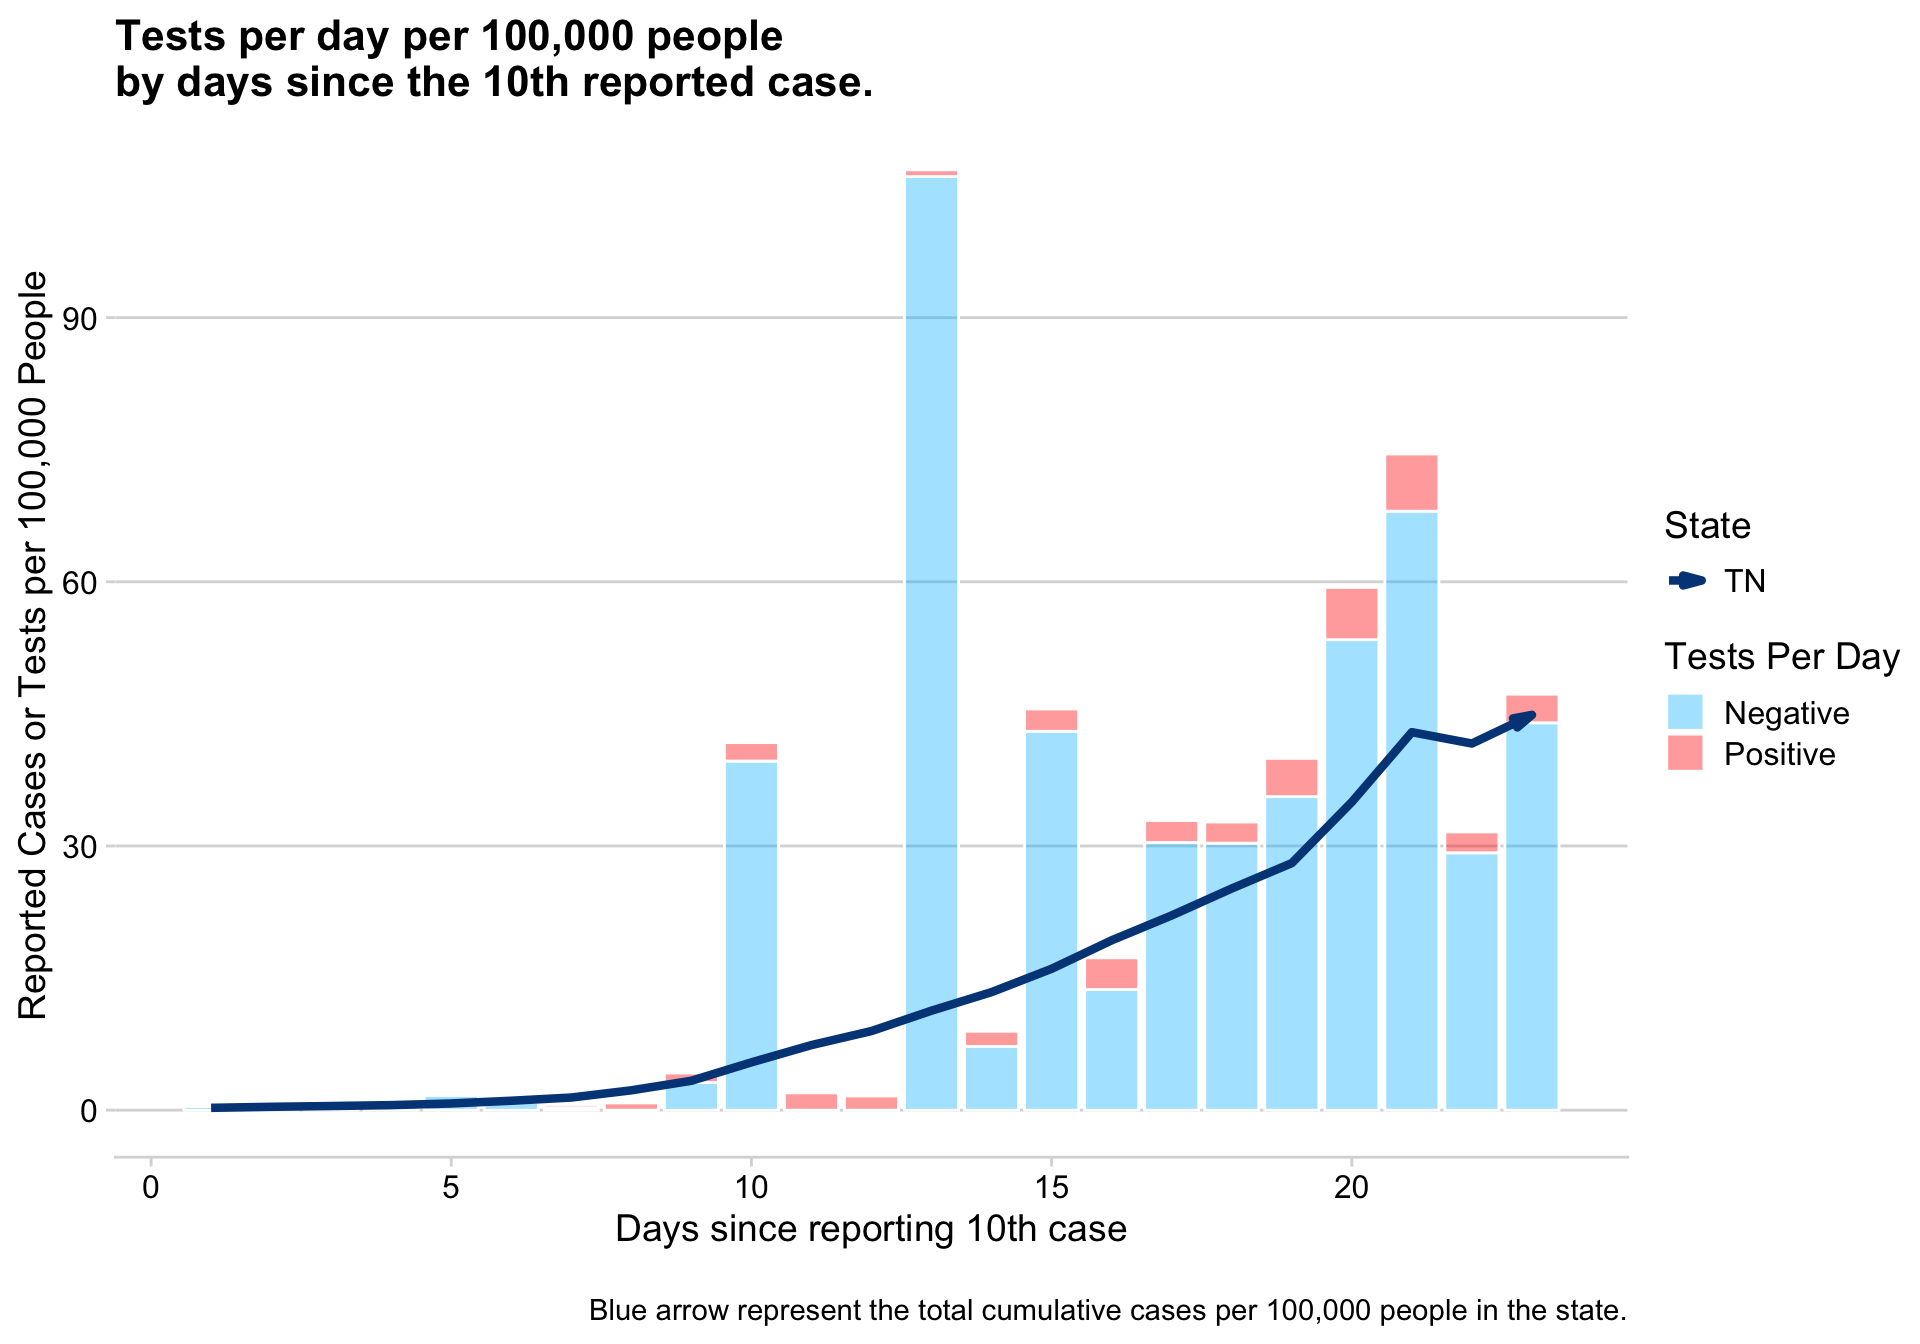 Tests per day per 100,000 people
by days since the 10th reported case.
Reported Cases or Tests per 100,000 People
90
60
30
0
0
5
10
15
20
Days since reporting 10th case
State
TN
Tests Per Day
Negative
Positive
Blue arrow represent the total cumulative cases per 100,000 people in the state.